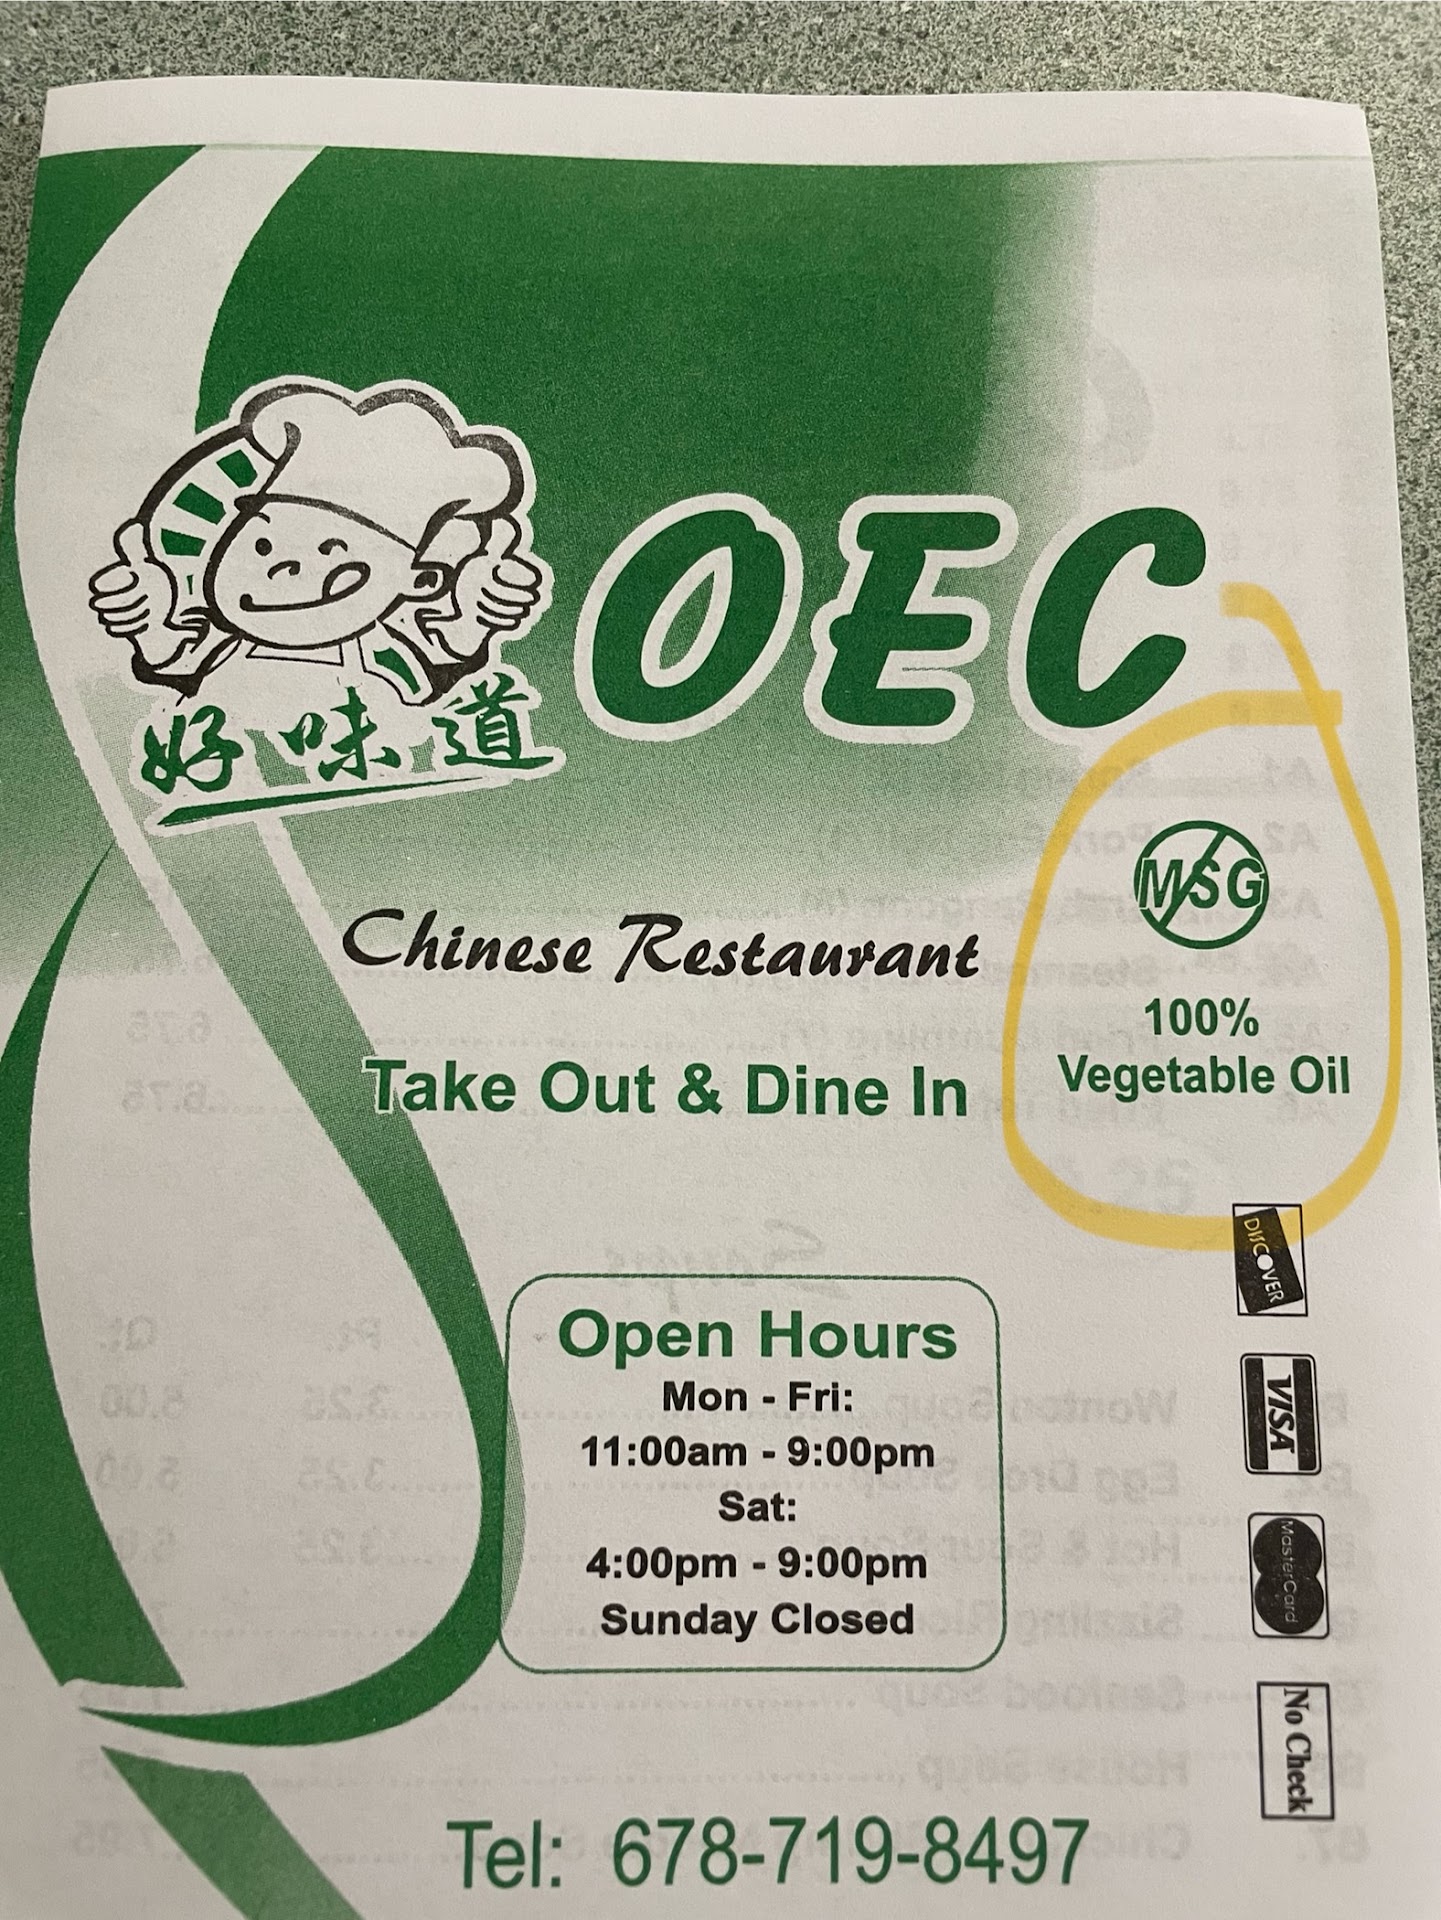 OEC
好味道
MSG
Chinese Restaurant
100%
Vegetable Oil
Take Out & Dine In
DISCOVER
VISA
MasterCard
No Check
Open Hours
Mon - Fri:
11:00am - 9:00pm
Sat:
4:00pm - 9:00pm
Sunday Closed
Tel: 678-719-8497